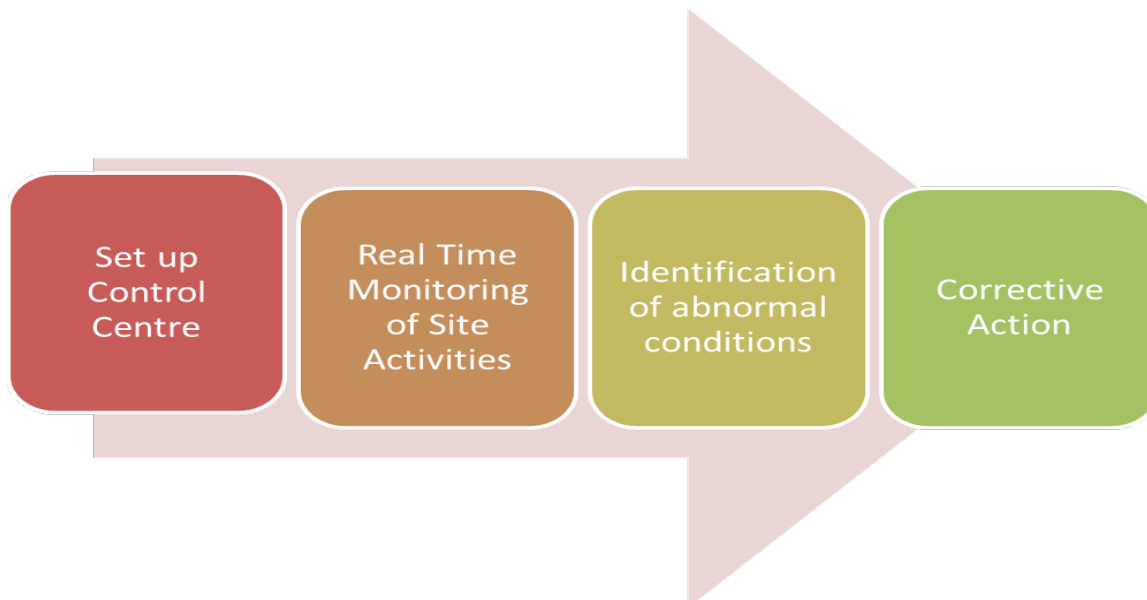 Set up
Control
Centre
Real Time
Monitoring
of Site
Activities
Identification
of abnormal
conditions
Corrective
Action